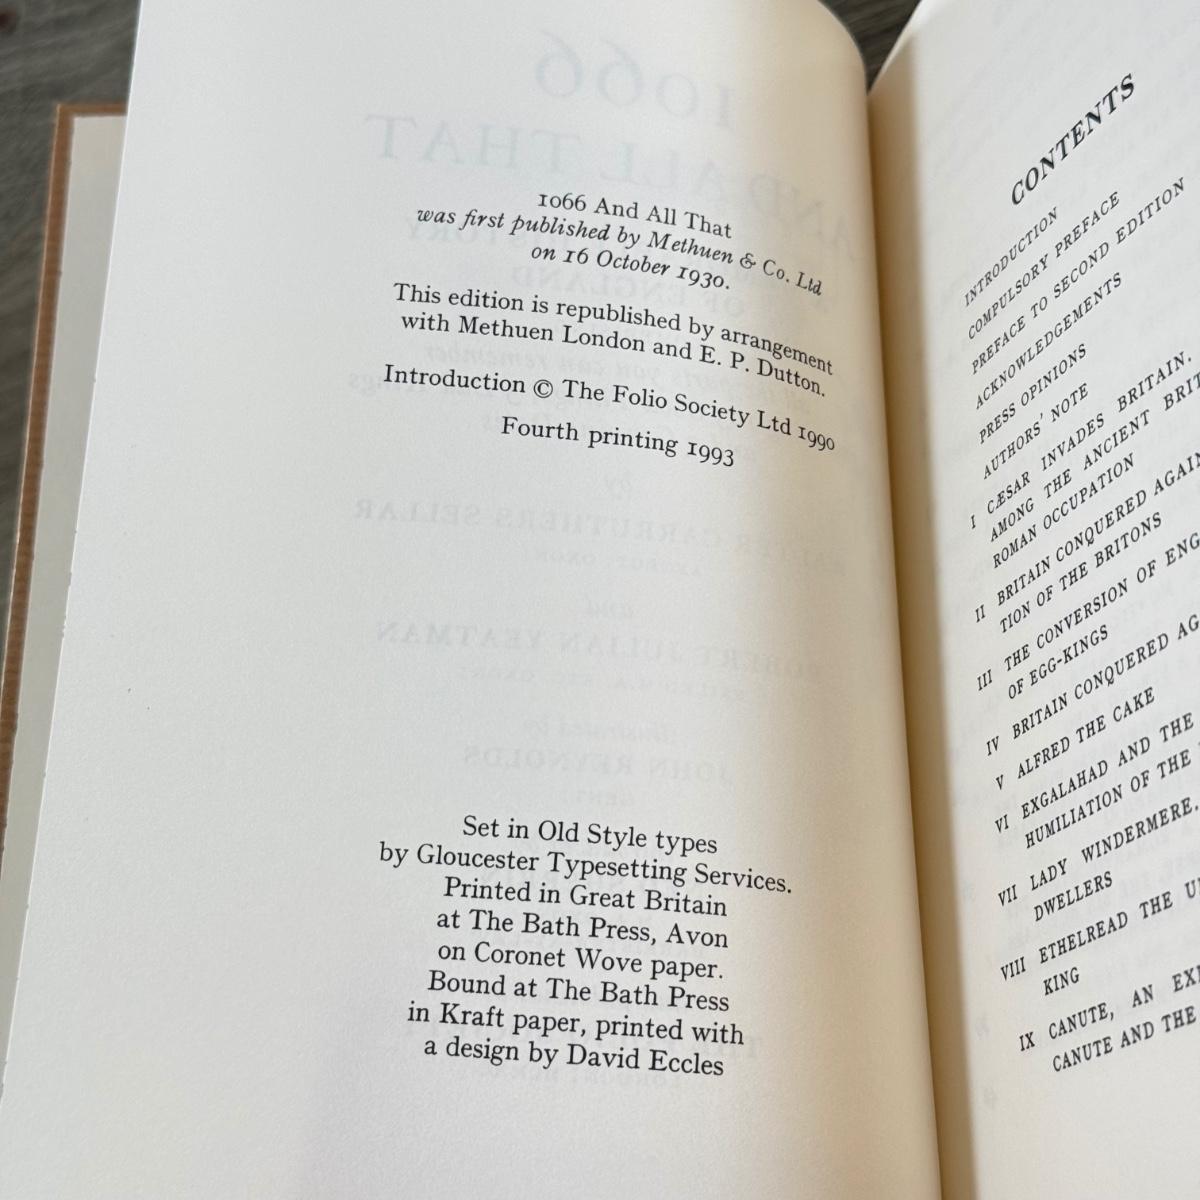 1066 And All That
was first published by Methuen & Co. Ltd
on 16 October 1930.
This edition is republished by arrangement
with Methuen London and E. P. Dutton.
Introduction © The Folio Society Ltd 1990
Fourth printing 1993
Set in Old Style types
by Gloucester Typesetting Services.
Printed in Great Britain
at The Bath Press, Avon
on Coronet Wove paper.
Bound at The Bath Press
in Kraft paper, printed with
a design by David Eccles
CONTENTS
INTRODUCTION
COMPULSORY PREFACE
PREFACE TO SECOND EDITION
ACKNOWLEDGEMENTS
PRESS OPINIONS
AUTHORS' NOTE
I CÆSAR INVADES BRITAIN.
AMONG THE ANCIENT
ROMAN OCCUPATION
II BRITAIN CONQUERED
TION OF THE BRITONS
III THE CONVERSION OF
OF EGG-KINGS
IV BRITAIN CONQUERED
V ALFRED THE CAKE
VI EXGALAHAD AND THE
HUMILIATION OF THE
VII LADY WINDERMERE.
DWELLERS
VIII ETHELREAD THE
KING
IX CANUTE, AN
CANUTE AND THE